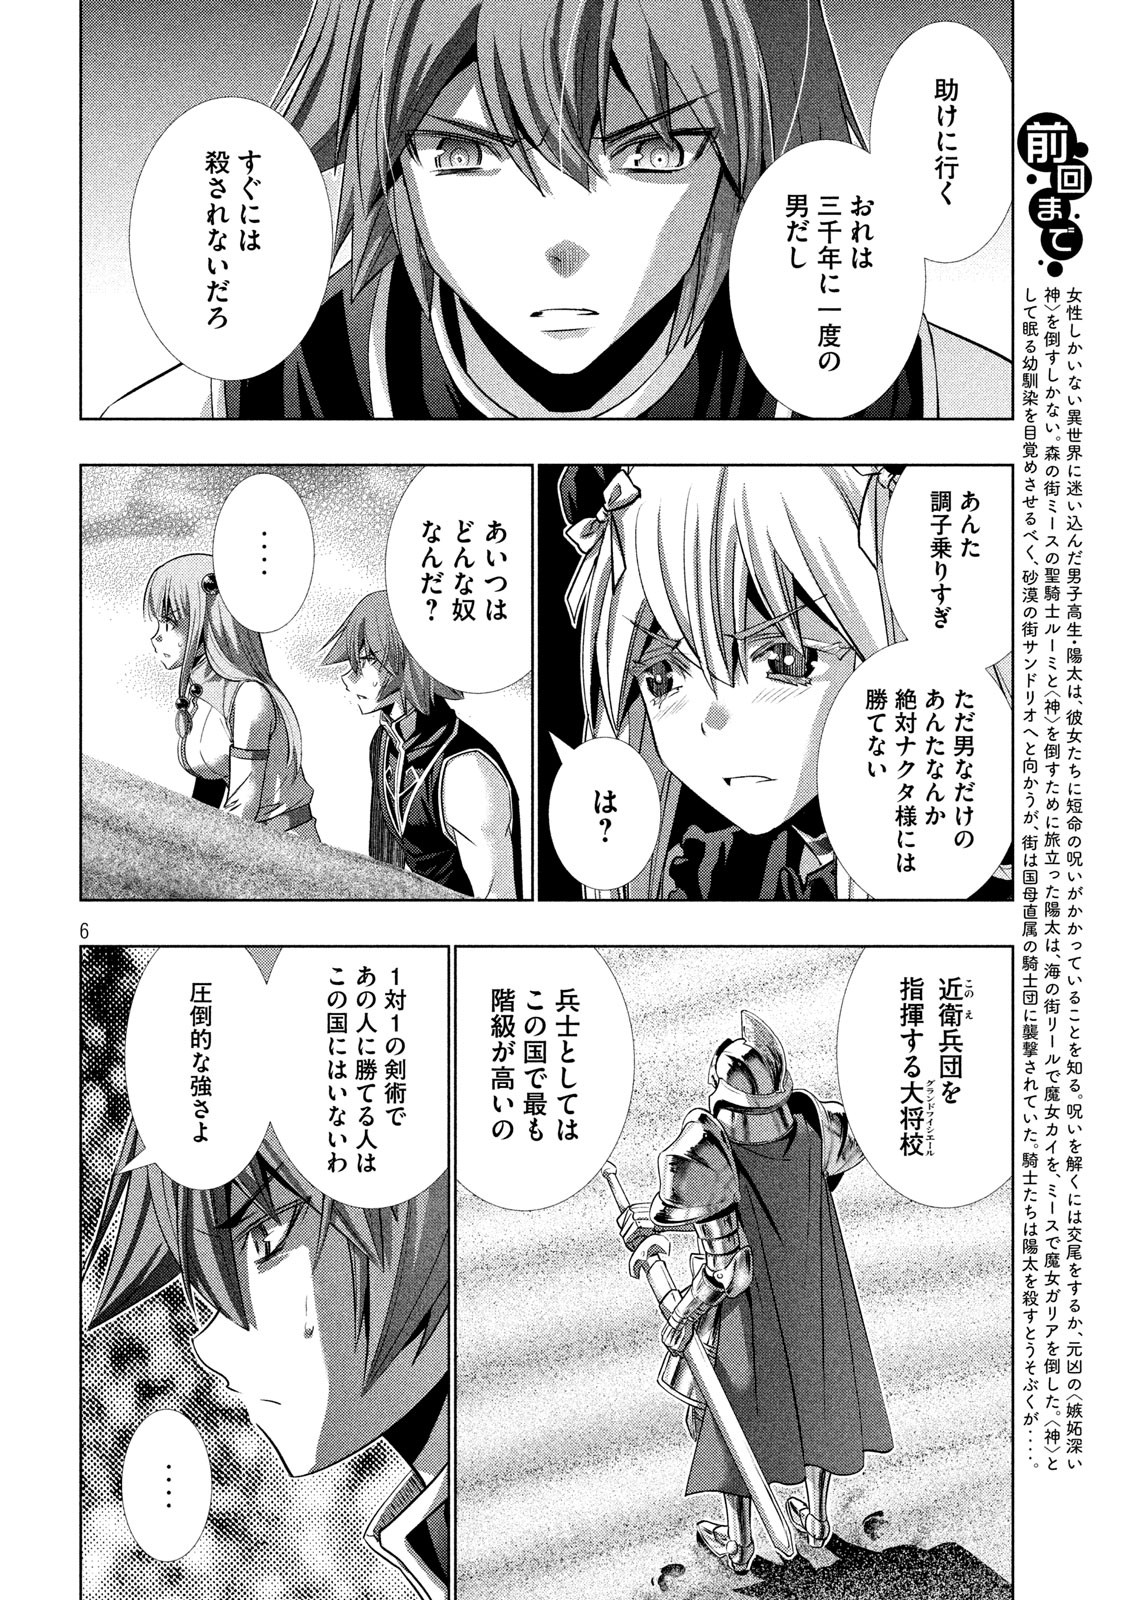 前回まで
女性しかいない異世界に迷い込んだ男子高生・陽太は、彼女たちに短命の呪いがかかっていることを知る。呪いを解くには交尾をするか、元凶の〈嫉妬深い
神〉を倒すしかない。森の街ミースの聖騎士ルーミと〈神〉を倒すために旅立った陽太は、海の街リールで魔女カイを、ミースで魔女ガリアを倒した。〈神〉と
して眠る幼馴染を目覚めさせるべく、砂漠の街サンドリオへと向かうが、街は国母直属の騎士団に襲撃されていた。騎士たちは陽太を殺すとうそぶくが‥‥。
助けに行く
おれは
三千年に一度の
男だし
すぐには
殺されないだろ
あんた
調子乗りすぎ
ただ男なだけの
あんたなんか
絶対ナクタ様には
勝てない
は?
あいつは
どんな奴
なんだ?
‥‥
近衛兵団を
このえ
指揮する大将校
グランドフイシエール
兵士としては
この国で最も
階級が高いの
1対1の剣術で
あの人に勝てる人は
この国にはいないわ
圧倒的な強さよ
‥‥
6